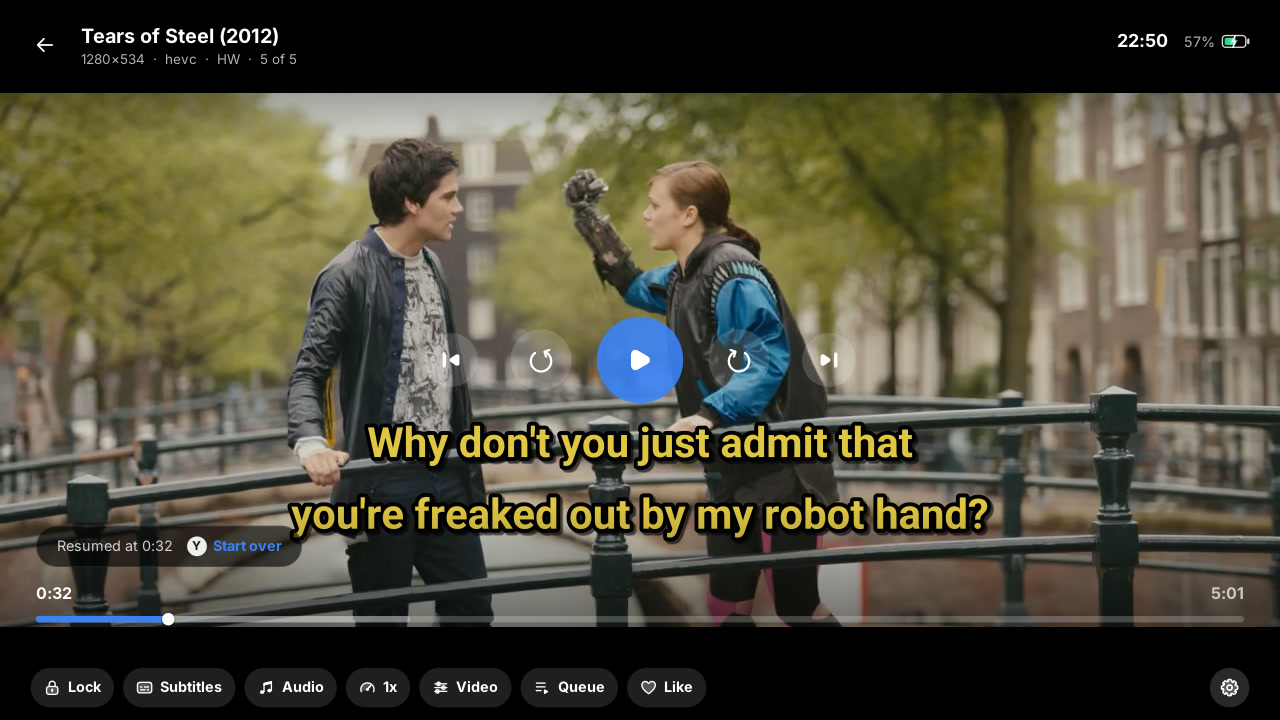 Tears of Steel (2012)
1280×534 · hevc · HW · 5 of 5
22:50
57%
Why don't you just admit that
you're freaked out by my robot hand?
Resumed at 0:32 Y Start over
0:32
5:01
Lock
Subtitles
Audio
1x
Video
Queue
Like